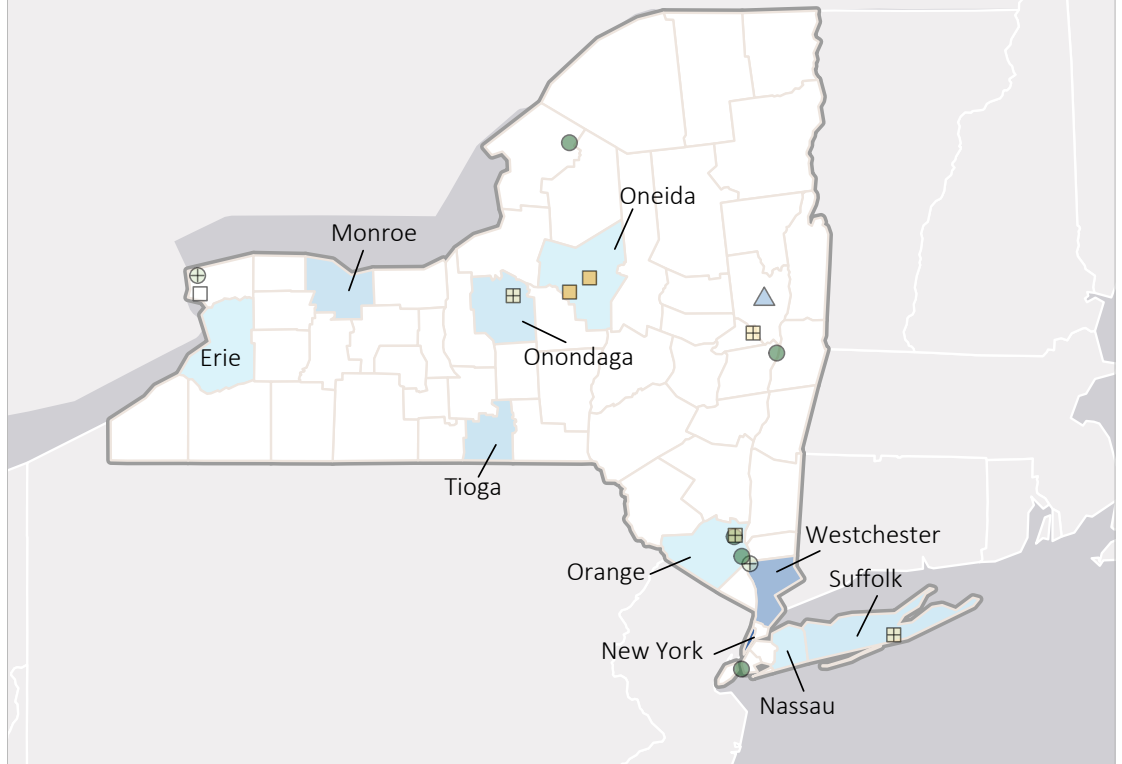 Oneida
Monroe
Erie
Onondaga
Tioga
Westchester
Orange
Suffolk
New York
Nassau